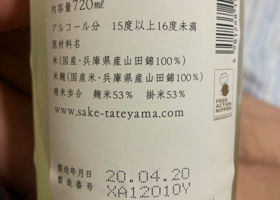 内容量720ml
アルコール分 15度以上16度未満
原材料名
米(国産・兵庫県産山田錦100%)
米麹(国産米・兵庫県産山田錦100%)
精米歩合 麹米53% 掛米53%
www.sake-tateyama.com
製造年月日 20.04.20
製造番号 XA12010Y
FOOD
ACTION
NIPPON